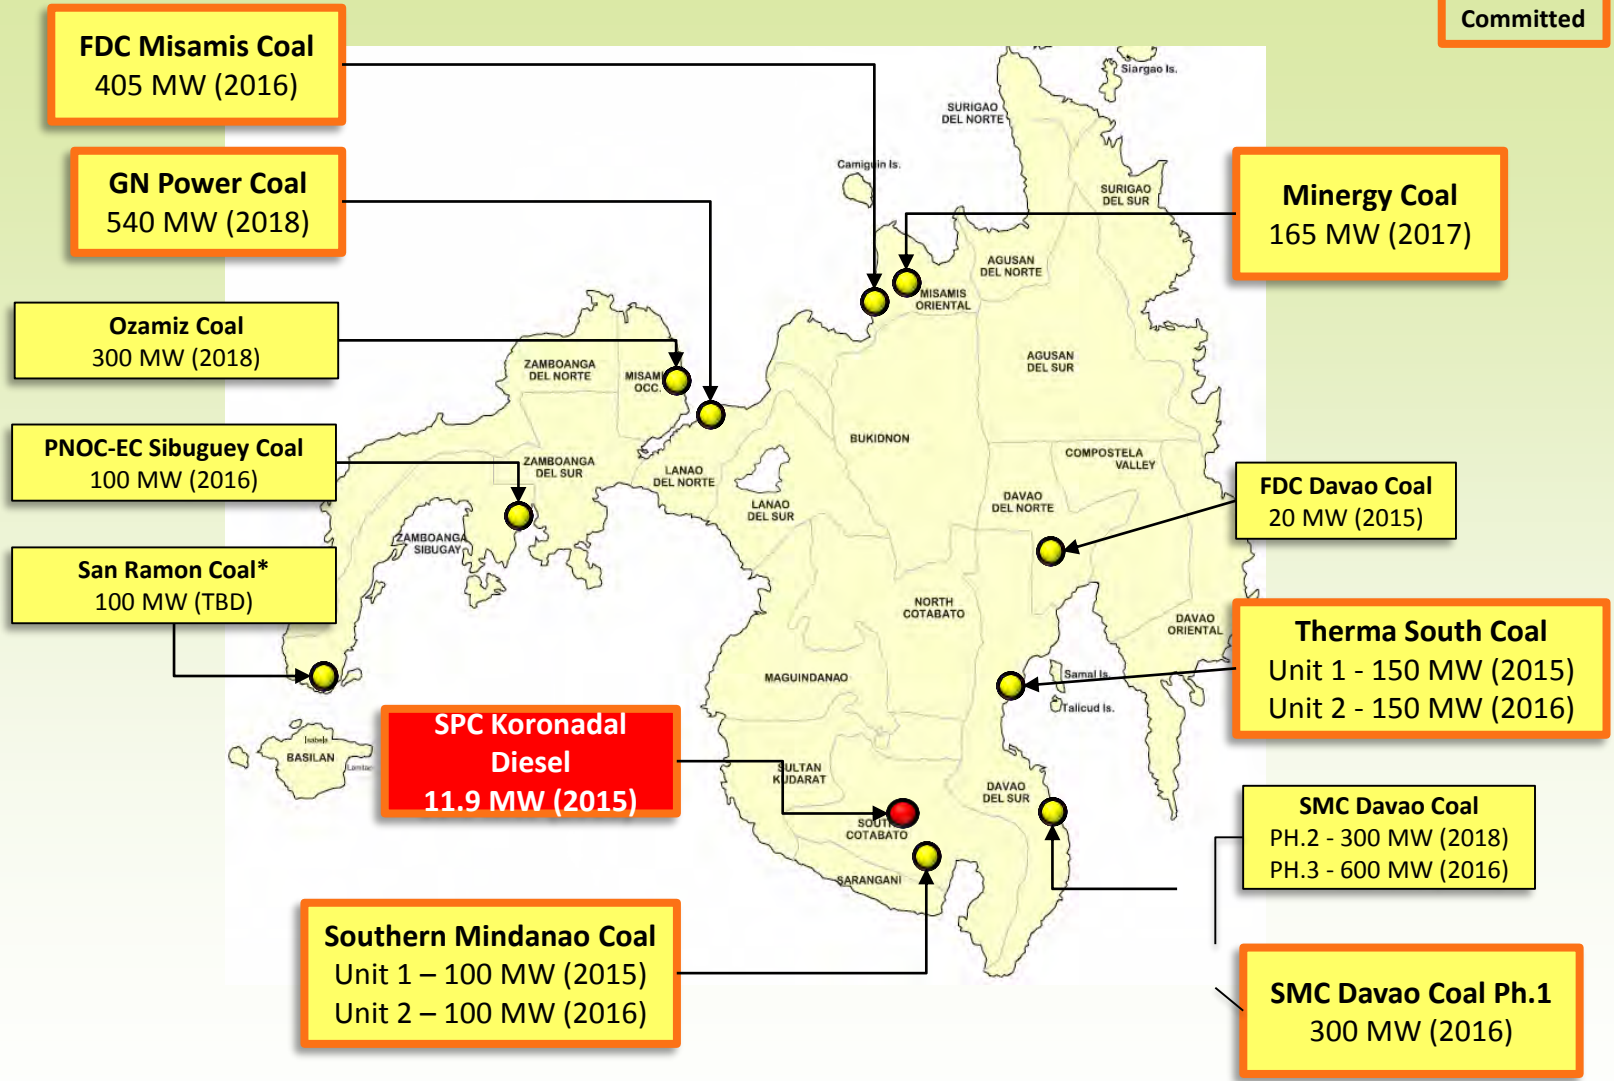 Committed
FDC Misamis Coal
405 MW (2016)
GN Power Coal
540 MW (2018)
Minergy Coal
165 MW (2017)
Ozamiz Coal
300 MW (2018)
PNOC-EC Sibuguey Coal
100 MW (2016)
San Ramon Coal*
100 MW (TBD)
FDC Davao Coal
20 MW (2015)
Therma South Coal
Unit 1 - 150 MW (2015)
Unit 2 - 150 MW (2016)
SPC Koronadal
Diesel
11.9 MW (2015)
SMC Davao Coal
PH.2 - 300 MW (2018)
PH.3 - 600 MW (2016)
Southern Mindanao Coal
Unit 1 – 100 MW (2015)
Unit 2 – 100 MW (2016)
SMC Davao Coal Ph.1
300 MW (2016)
Siargao Is.
SURIGAO
DEL NORTE
Camiguin Is.
SURIGAO
DEL SUR
AGUSAN
DEL NORTE
MISAMIS
ORIENTAL
AGUSAN
DEL SUR
ZAMBOANGA
DEL NORTE
MISAMI
OCC.
BUKIDNON
COMPOSTELA
VALLEY
ZAMBOANGA
DEL SUR
LANAO
DEL NORTE
LANAO
DEL SUR
DAVAO
DEL NORTE
ZAMBOANGA
SIBUGAY
NORTH
COTABATO
DAVAO
ORIENTAL
MAGUINDANAO
Samal Is.
Talicud Is.
Isabela
BASILAN
SULTAN
KUDARAT
DAVAO
DEL SUR
SOUTH
COTABATO
SARANGANI